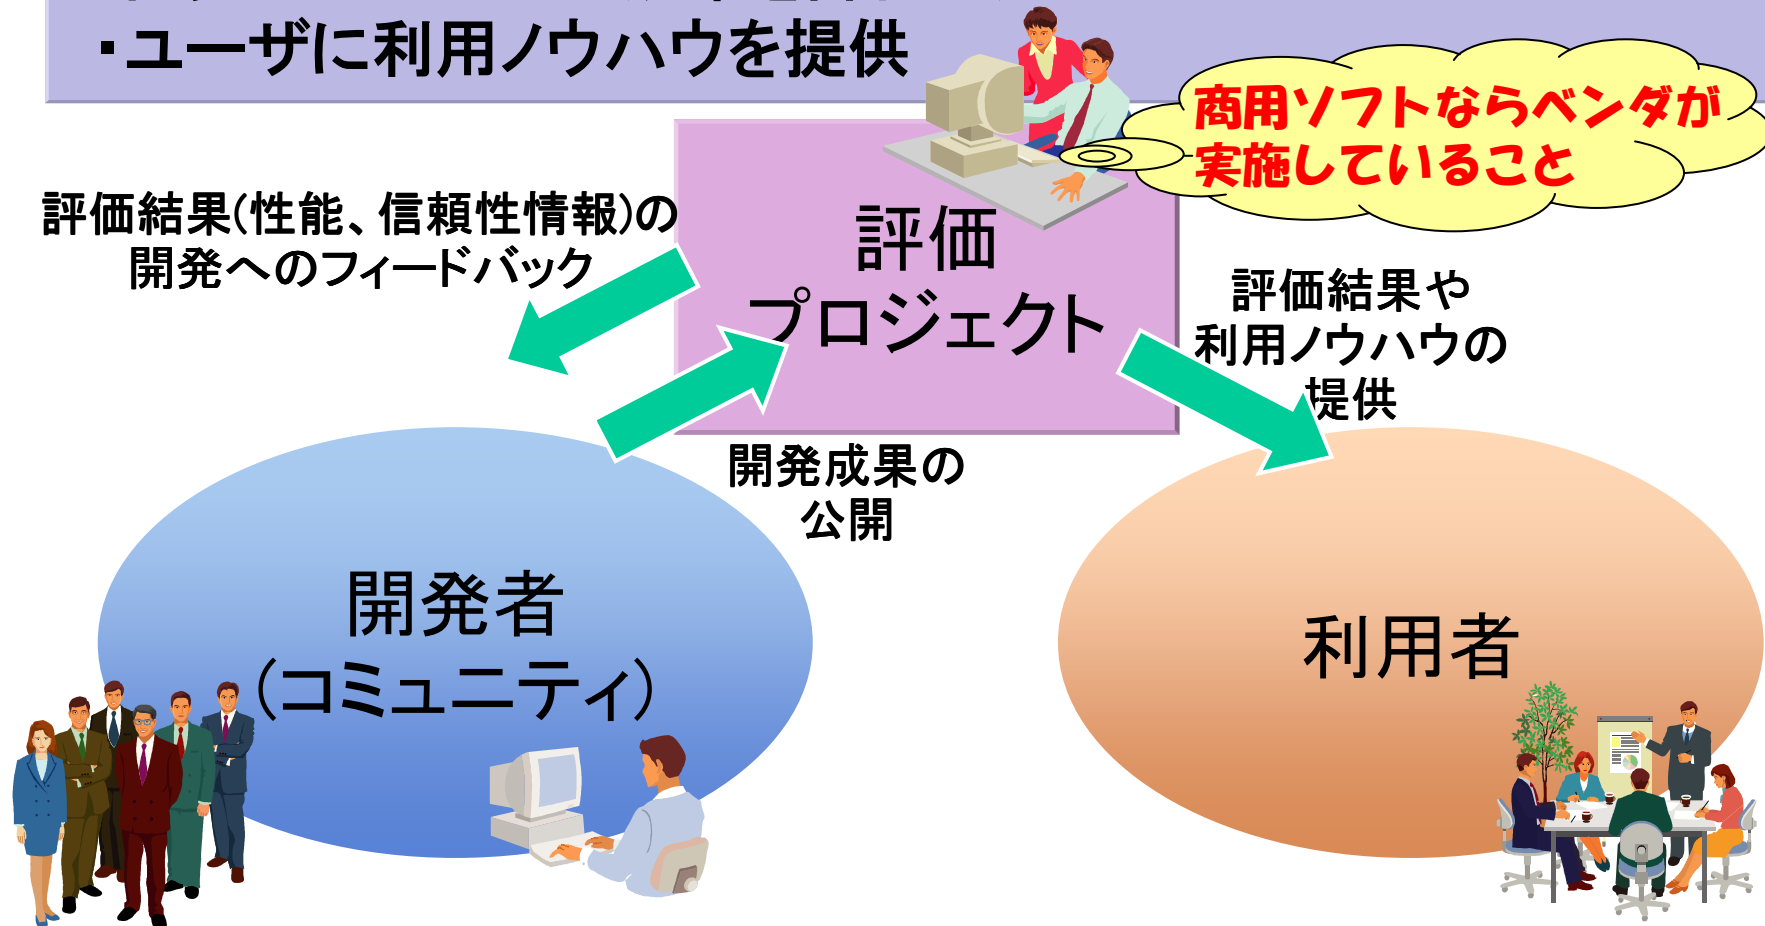 ・ユーザに利用ノウハウを提供
商用ソフトならベンダが
実施していること
評価結果(性能、信頼性情報)の
開発へのフィードバック
評価
プロジェクト
評価結果や
利用ノウハウの
提供
開発成果の
公開
開発者
(コミュニティ)
利用者